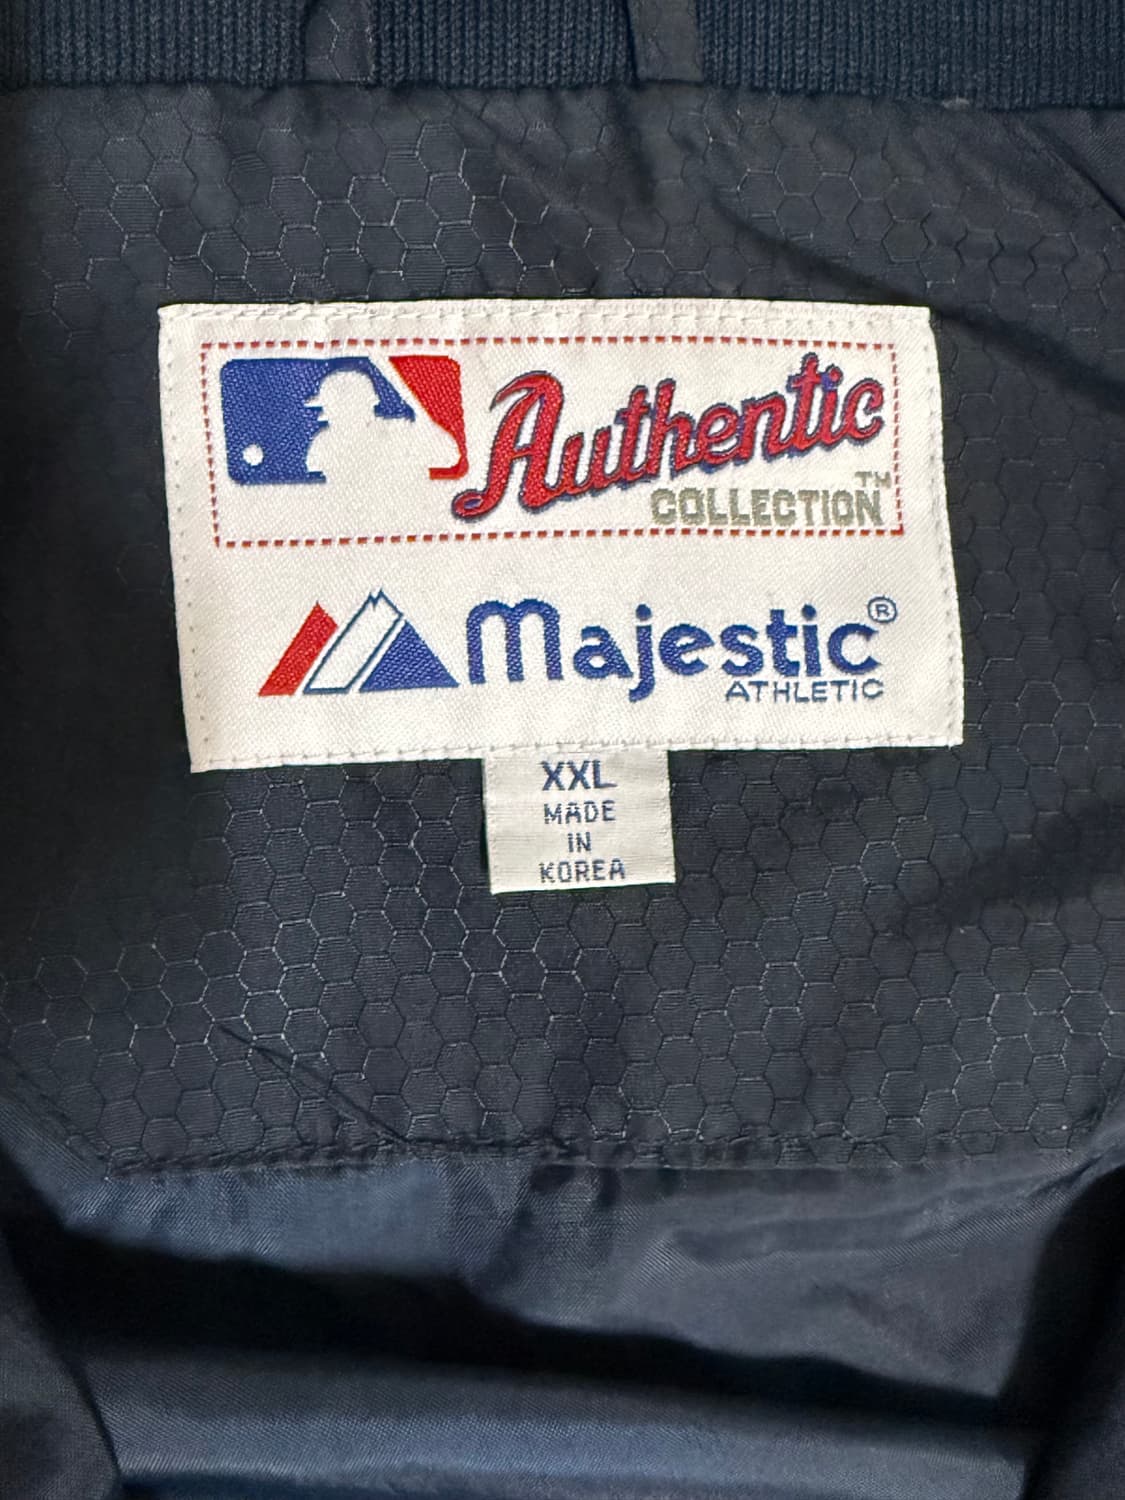 Authentic
COLLECTION™
Majestic®
ATHLETIC
XXL
MADE
IN
KOREA